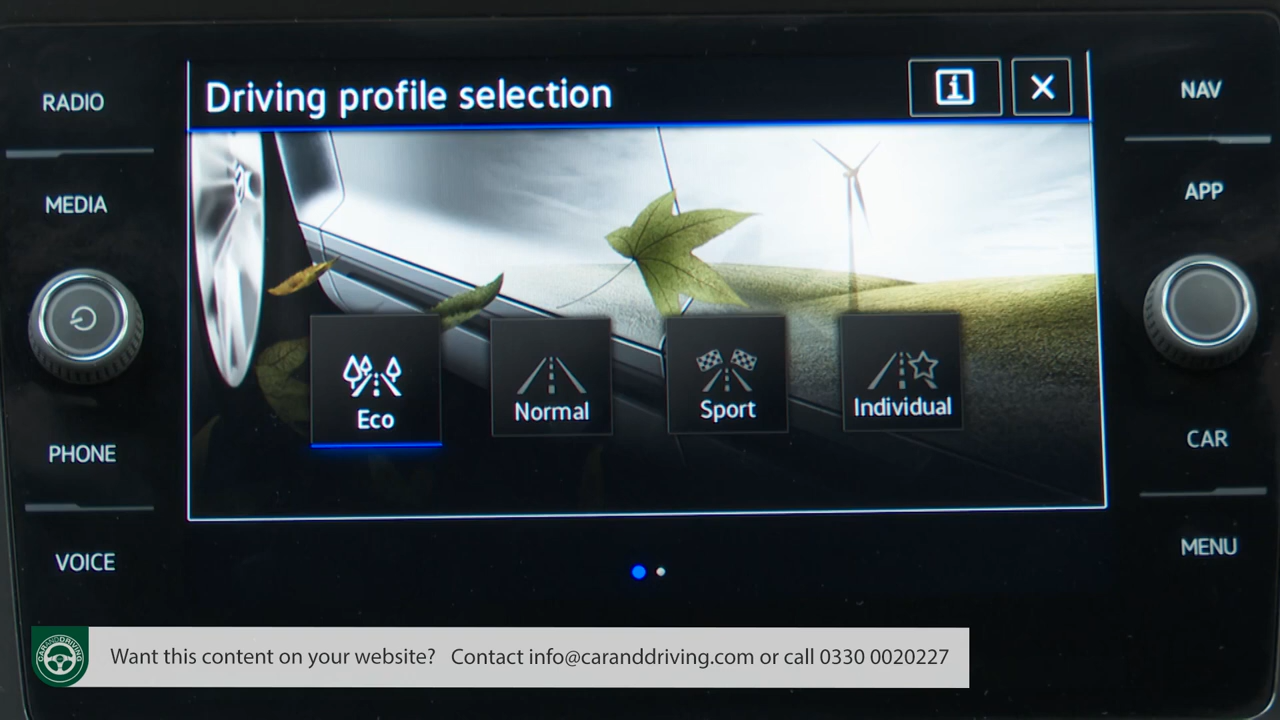 RADIO
MEDIA
PHONE
VOICE
Driving profile selection
i
X
Eco
Normal
Sport
Individual
NAV
APP
CAR
MENU
CARANDDRIVING
Want this content on your website? Contact info@caranddriving.com or call 0330 0020227